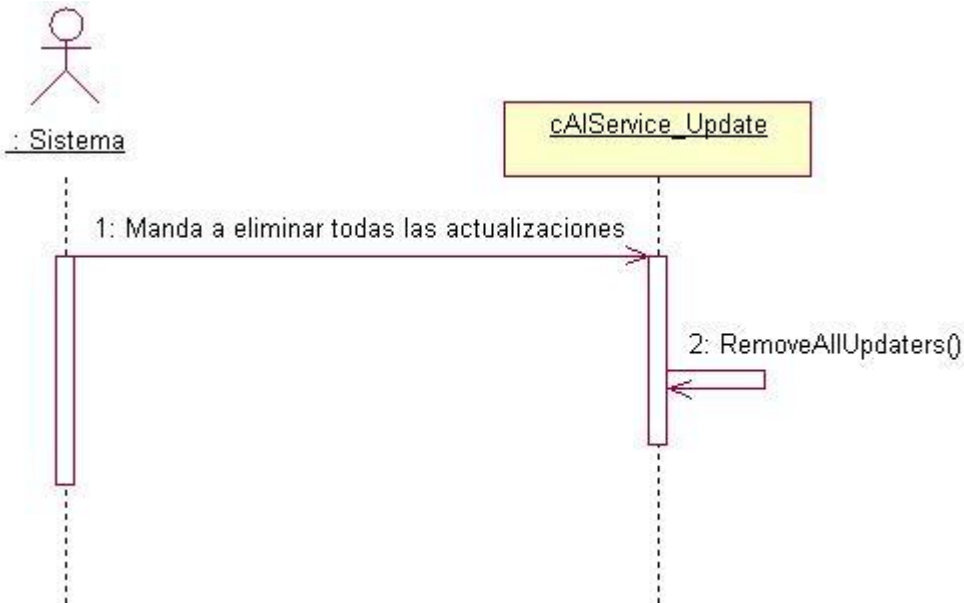 : Sistema
cAIService_Update
1: Manda a eliminar todas las actualizaciones
2: RemoveAllUpdaters()